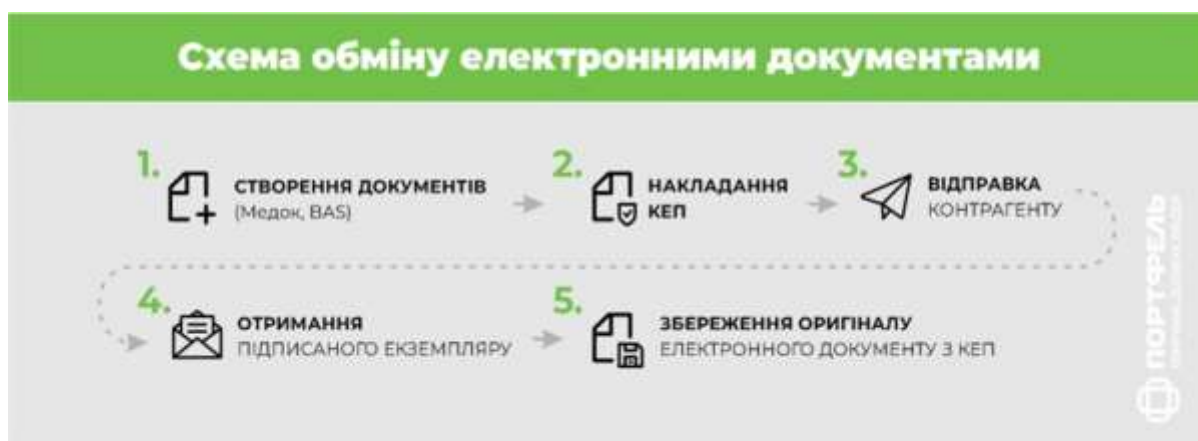 Схема обміну електронними документами
1.
СТВОРЕННЯ ДОКУМЕНТІВ
(Медок, BAS)
2.
НАКЛАДАННЯ
КЕП
3.
ВІДПРАВКА
КОНТРАГЕНТУ
4.
ОТРИМАННЯ
ПІДПИСАНОГО ЕКЗЕМПЛЯРУ
5.
ЗБЕРЕЖЕННЯ ОРИГІНАЛУ
ЕЛЕКТРОННОГО ДОКУМЕНТУ З КЕП
ПОРТФЕЛЬ